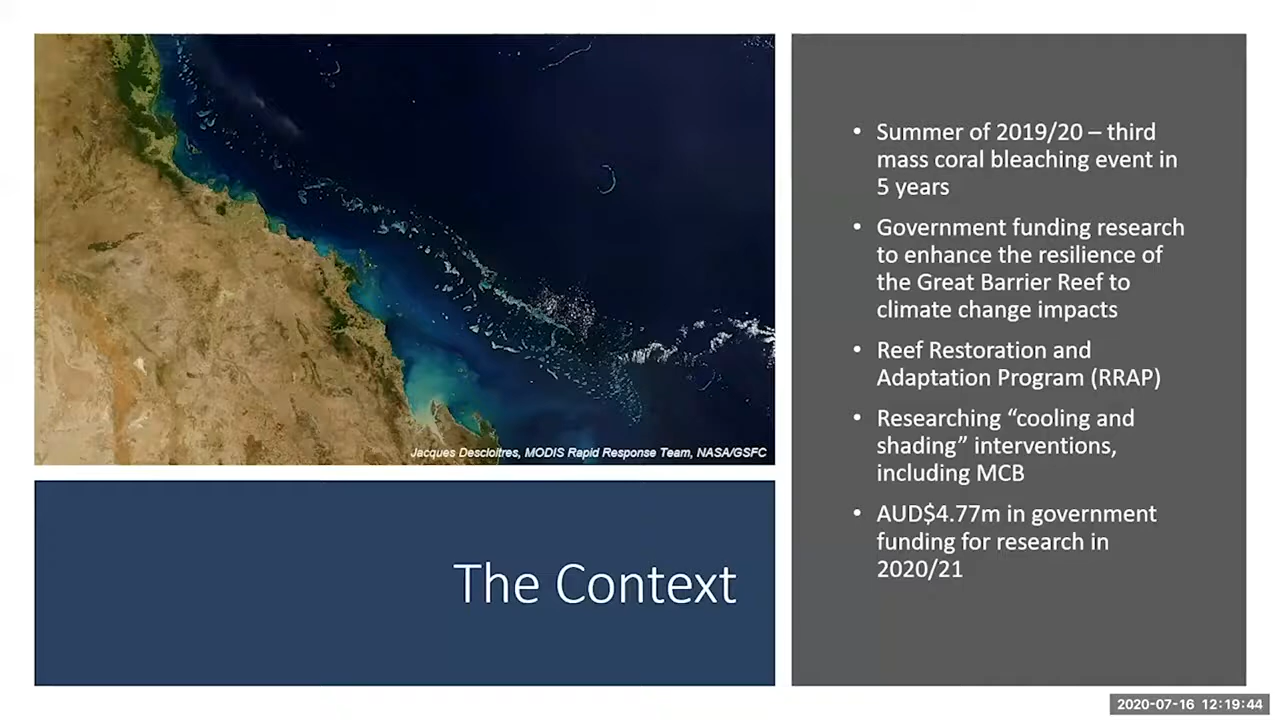 Jacques Descloitres, MODIS Rapid Response Team, NASA/GSFC
The Context
• Summer of 2019/20 – third
mass coral bleaching event in
5 years
• Government funding research
to enhance the resilience of
the Great Barrier Reef to
climate change impacts
• Reef Restoration and
Adaptation Program (RRAP)
• Researching “cooling and
shading” interventions,
including MCB
• AUD$4.77m in government
funding for research in
2020/21
2020-07-16 12:19:44